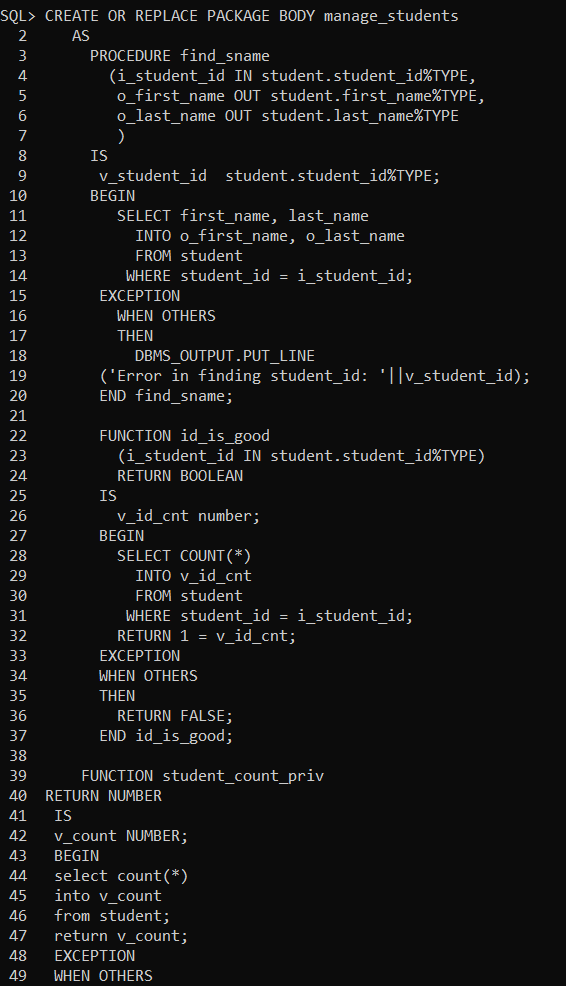 SQL> CREATE OR REPLACE PACKAGE BODY manage_students
2 AS
3 PROCEDURE find_sname
4 (i_student_id IN student.student_id%TYPE,
5 o_first_name OUT student.first_name%TYPE,
6 o_last_name OUT student.last_name%TYPE
7 )
8 IS
9 v_student_id student.student_id%TYPE;
10 BEGIN
11 SELECT first_name, last_name
12 INTO o_first_name, o_last_name
13 FROM student
14 WHERE student_id = i_student_id;
15 EXCEPTION
16 WHEN OTHERS
17 THEN
18 DBMS_OUTPUT.PUT_LINE
19 ('Error in finding student_id: '||v_student_id);
20 END find_sname;
21
22 FUNCTION id_is_good
23 (i_student_id IN student.student_id%TYPE)
24 RETURN BOOLEAN
25 IS
26 v_id_cnt number;
27 BEGIN
28 SELECT COUNT(*)
29 INTO v_id_cnt
30 FROM student
31 WHERE student_id = i_student_id;
32 RETURN 1 = v_id_cnt;
33 EXCEPTION
34 WHEN OTHERS
35 THEN
36 RETURN FALSE;
37 END id_is_good;
38
39 FUNCTION student_count_priv
40 RETURN NUMBER
41 IS
42 v_count NUMBER;
43 BEGIN
44 select count(*)
45 into v_count
46 from student;
47 return v_count;
48 EXCEPTION
49 WHEN OTHERS